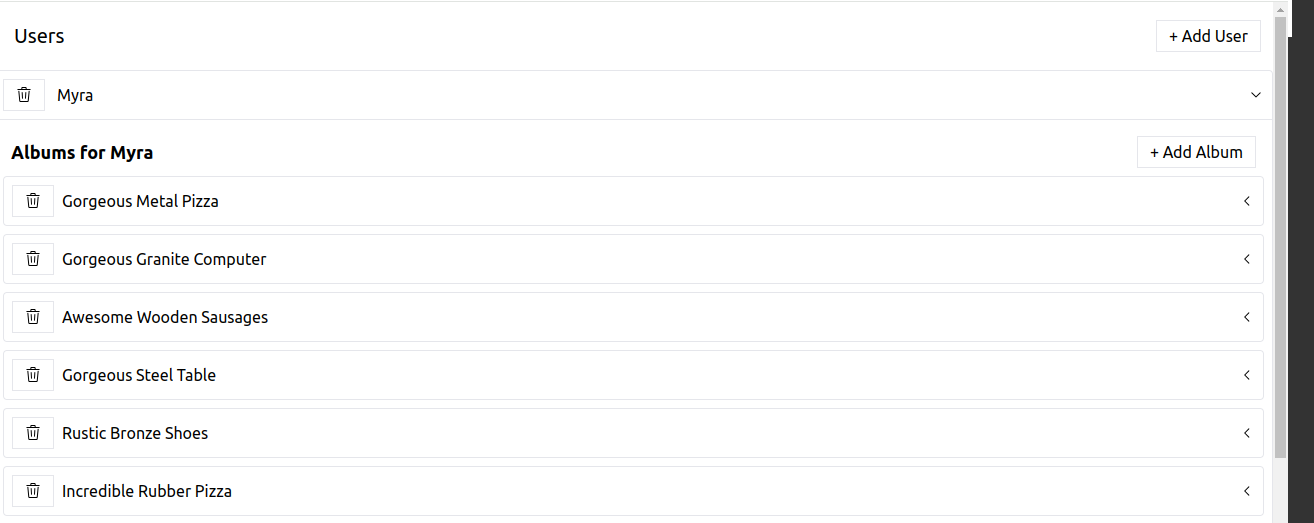 Users
+ Add User
Myra
Albums for Myra
+ Add Album
Gorgeous Metal Pizza
Gorgeous Granite Computer
Awesome Wooden Sausages
Gorgeous Steel Table
Rustic Bronze Shoes
Incredible Rubber Pizza